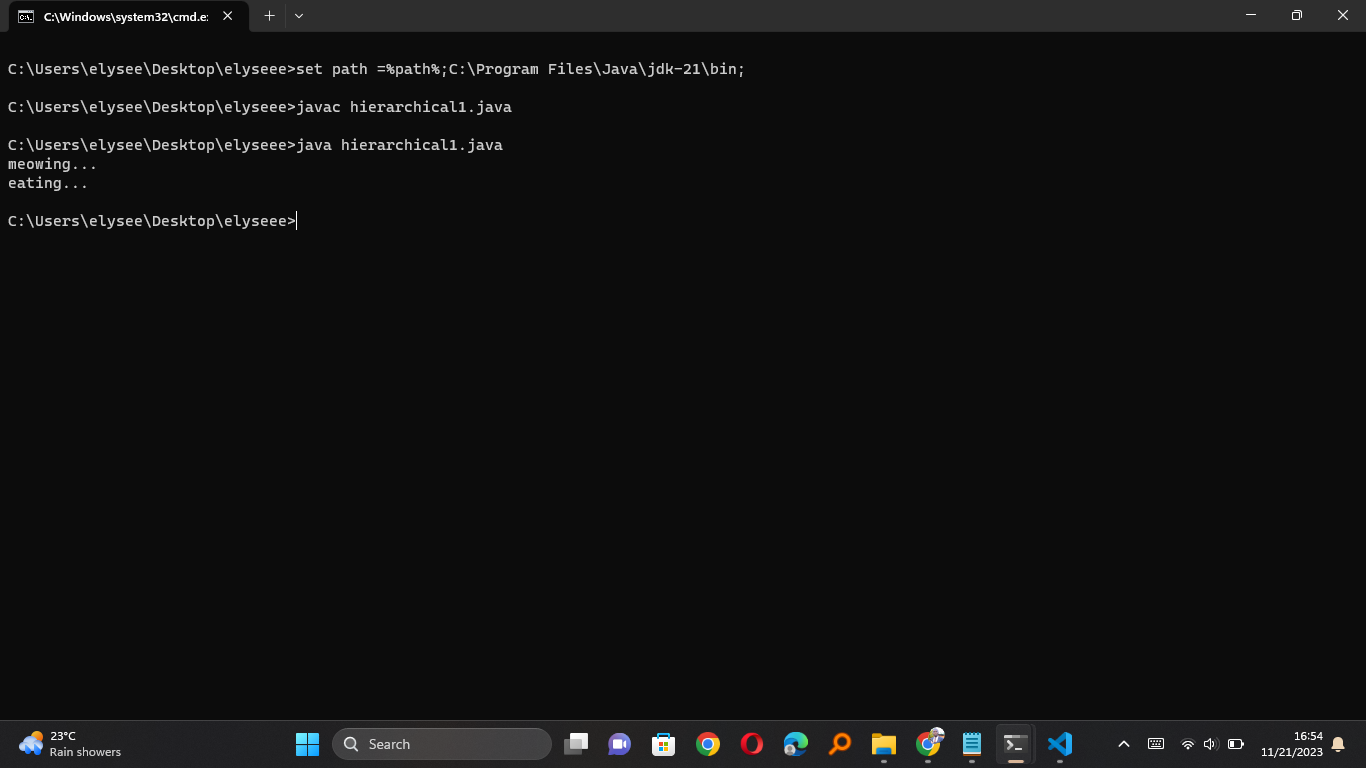 C:\Windows\system32\cmd.e:
C:\Users\elysee\Desktop\elyseee>set path =%path%;C:\Program Files\Java\jdk-21\bin;
C:\Users\elysee\Desktop\elyseee>javac hierarchical1.java
C:\Users\elysee\Desktop\elyseee>java hierarchical1.java
meowing...
eating...
C:\Users\elysee\Desktop\elyseee>
23°C
Rain showers
Search
16:54
11/21/2023